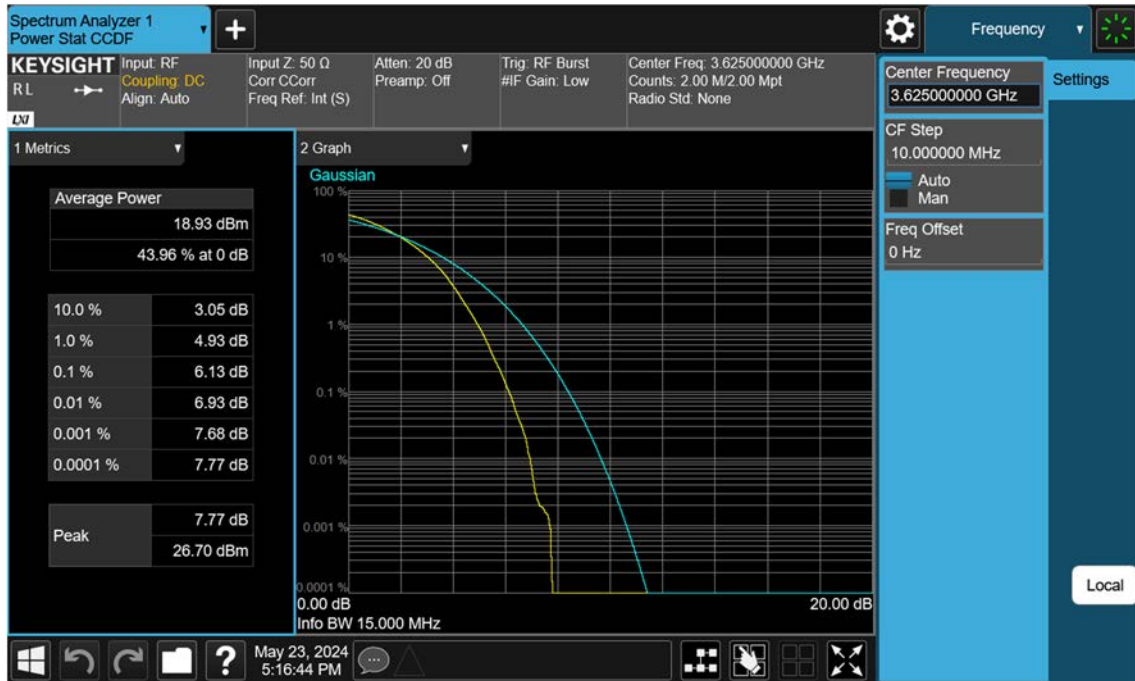 Spectrum Analyzer 1
Power Stat CCDF
+
Frequency
KEYSIGHT
R L
LXI
Input: RF
Coupling: DC
Align: Auto
Input Z: 50 Ω
Corr CCorr
Freq Ref: Int (S)
Atten: 20 dB
Preamp: Off
Trig: RF Burst
#IF Gain: Low
Center Freq: 3.625000000 GHz
Counts: 2.00 M/2.00 Mpt
Radio Std: None
Center Frequency
3.625000000 GHz
Settings
CF Step
10.000000 MHz
Auto
Man
Freq Offset
0 Hz
1 Metrics
Average Power
18.93 dBm
43.96 % at 0 dB
10.0 % 3.05 dB
1.0 % 4.93 dB
0.1 % 6.13 dB
0.01 % 6.93 dB
0.001 % 7.68 dB
0.0001 % 7.77 dB
Peak
7.77 dB
26.70 dBm
2 Graph
Gaussian
100 %
10 %
1 %
0.1 %
0.01 %
0.001 %
0.0001 %
0.00 dB 20.00 dB
Info BW 15.000 MHz
Local
?
May 23, 2024
5:16:44 PM